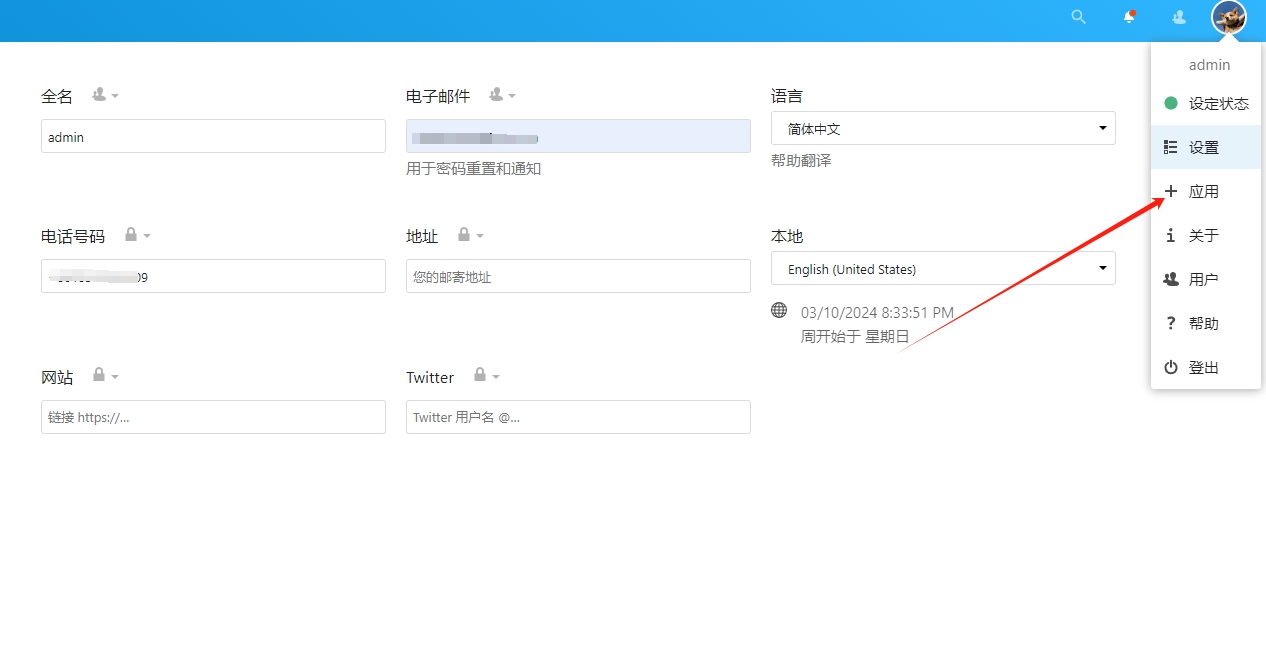 admin
设定状态
设置
应用
关于
用户
帮助
登出
全名
admin
电子邮件
用于密码重置和通知
语言
简体中文
帮助翻译
电话号码
09
地址
您的邮寄地址
本地
English (United States)
03/10/2024 8:33:51 PM
周开始于 星期日
网站
链接 https://...
Twitter
Twitter 用户名 @...